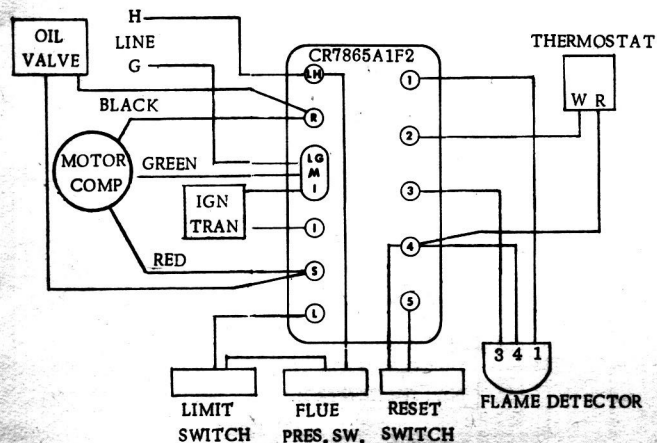 H
OIL
VALVE
LINE
G
CR7865A1F2
THERMOSTAT
W R
BLACK
MOTOR
COMP
GREEN
IGN
TRAN
RED
LH
R
LG
M
I
I
S
L
1
2
3
4
5
3 4 1
FLAME DETECTOR
LIMIT
SWITCH
FLUE
PRES. SW.
RESET
SWITCH